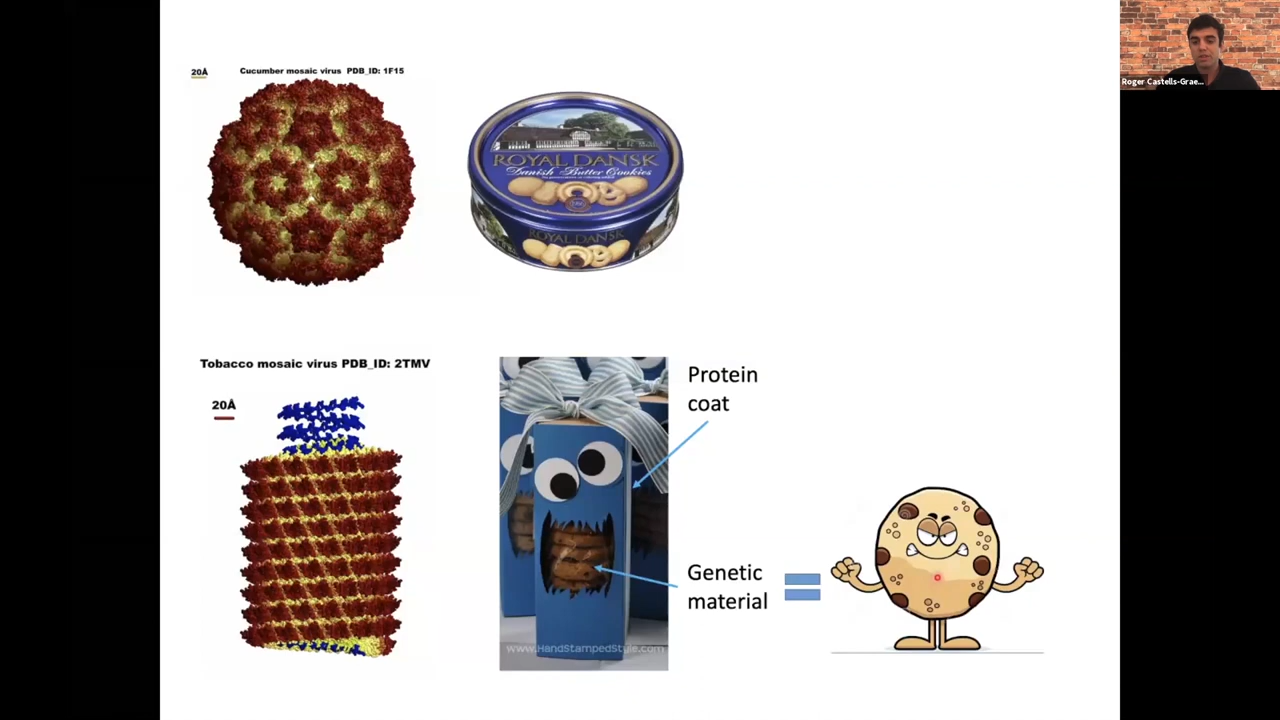 20Å
Cucumber mosaic virus PDB_ID: 1F15
ROYAL DANSK
Danish Butter Cookies
ROYAL DANSK
Tobacco mosaic virus PDB_ID: 2TMV
20Å
Protein
coat
Genetic
material
www.HandStampedStyle.com
Roger Castells-Grae...